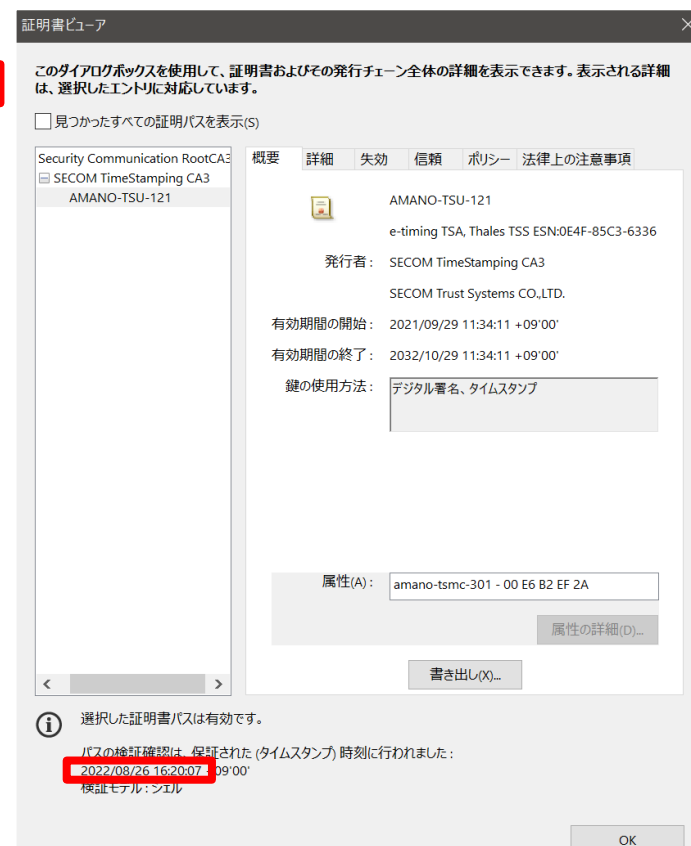 証明書ビューア
このダイアログボックスを使用して、証明書およびその発行チェーン全体の詳細を表示できます。表示される詳細
は、選択したエントリに対応しています。
見つかったすべての証明パスを表示(S)
Security Communication RootCA3
SECOM TimeStamping CA3
AMANO-TSU-121
概要 詳細 失効 信頼 ポリシー 法律上の注意事項
AMANO-TSU-121
e-timing TSA, Thales TSS ESN:0E4F-85C3-6336
発行者 : SECOM TimeStamping CA3
SECOM Trust Systems CO.,LTD.
有効期間の開始 : 2021/09/29 11:34:11 +09'00'
有効期間の終了 : 2032/10/29 11:34:11 +09'00'
鍵の使用方法 : デジタル署名、タイムスタンプ
属性(A) : amano-tsmc-301 - 00 E6 B2 EF 2A
属性の詳細(D)...
書き出し(X)...
選択した証明書パスは有効です。
パスの検証確認は、保証された (タイムスタンプ) 時刻に行われました :
2022/08/26 16:20:07 +09'00'
検証モデル : シェル
OK